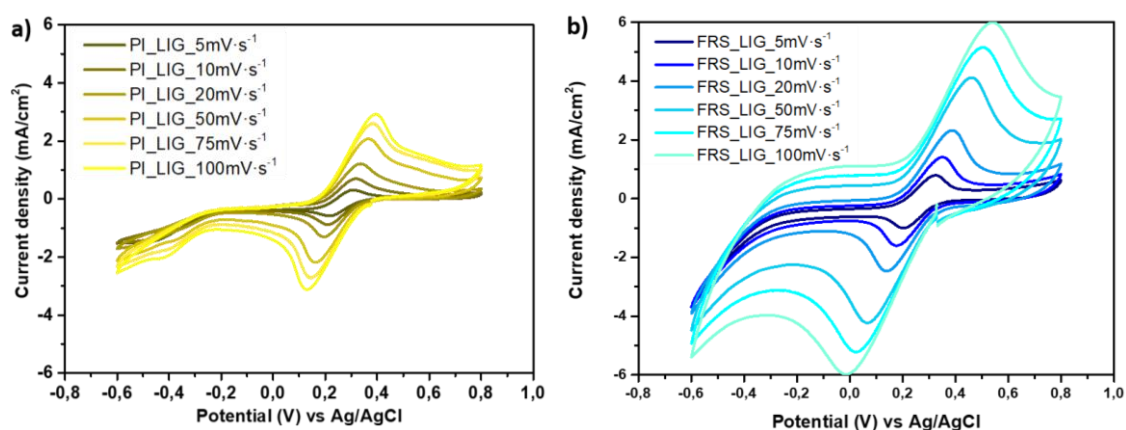 a)
6
4
2
0
-2
-4
-6
Current density (mA/cm²)
PI_LIG_5mV·s⁻¹
PI_LIG_10mV·s⁻¹
PI_LIG_20mV·s⁻¹
PI_LIG_50mV·s⁻¹
PI_LIG_75mV·s⁻¹
PI_LIG_100mV·s⁻¹
-0,8 -0,6 -0,4 -0,2 0,0 0,2 0,4 0,6 0,8 1,0
Potential (V) vs Ag/AgCl
b)
6
4
2
0
-2
-4
-6
Current density (mA/cm²)
FRS_LIG_5mV·s⁻¹
FRS_LIG_10mV·s⁻¹
FRS_LIG_20mV·s⁻¹
FRS_LIG_50mV·s⁻¹
FRS_LIG_75mV·s⁻¹
FRS_LIG_100mV·s⁻¹
-0,8 -0,6 -0,4 -0,2 0,0 0,2 0,4 0,6 0,8 1,0
Potential (V) vs Ag/AgCl